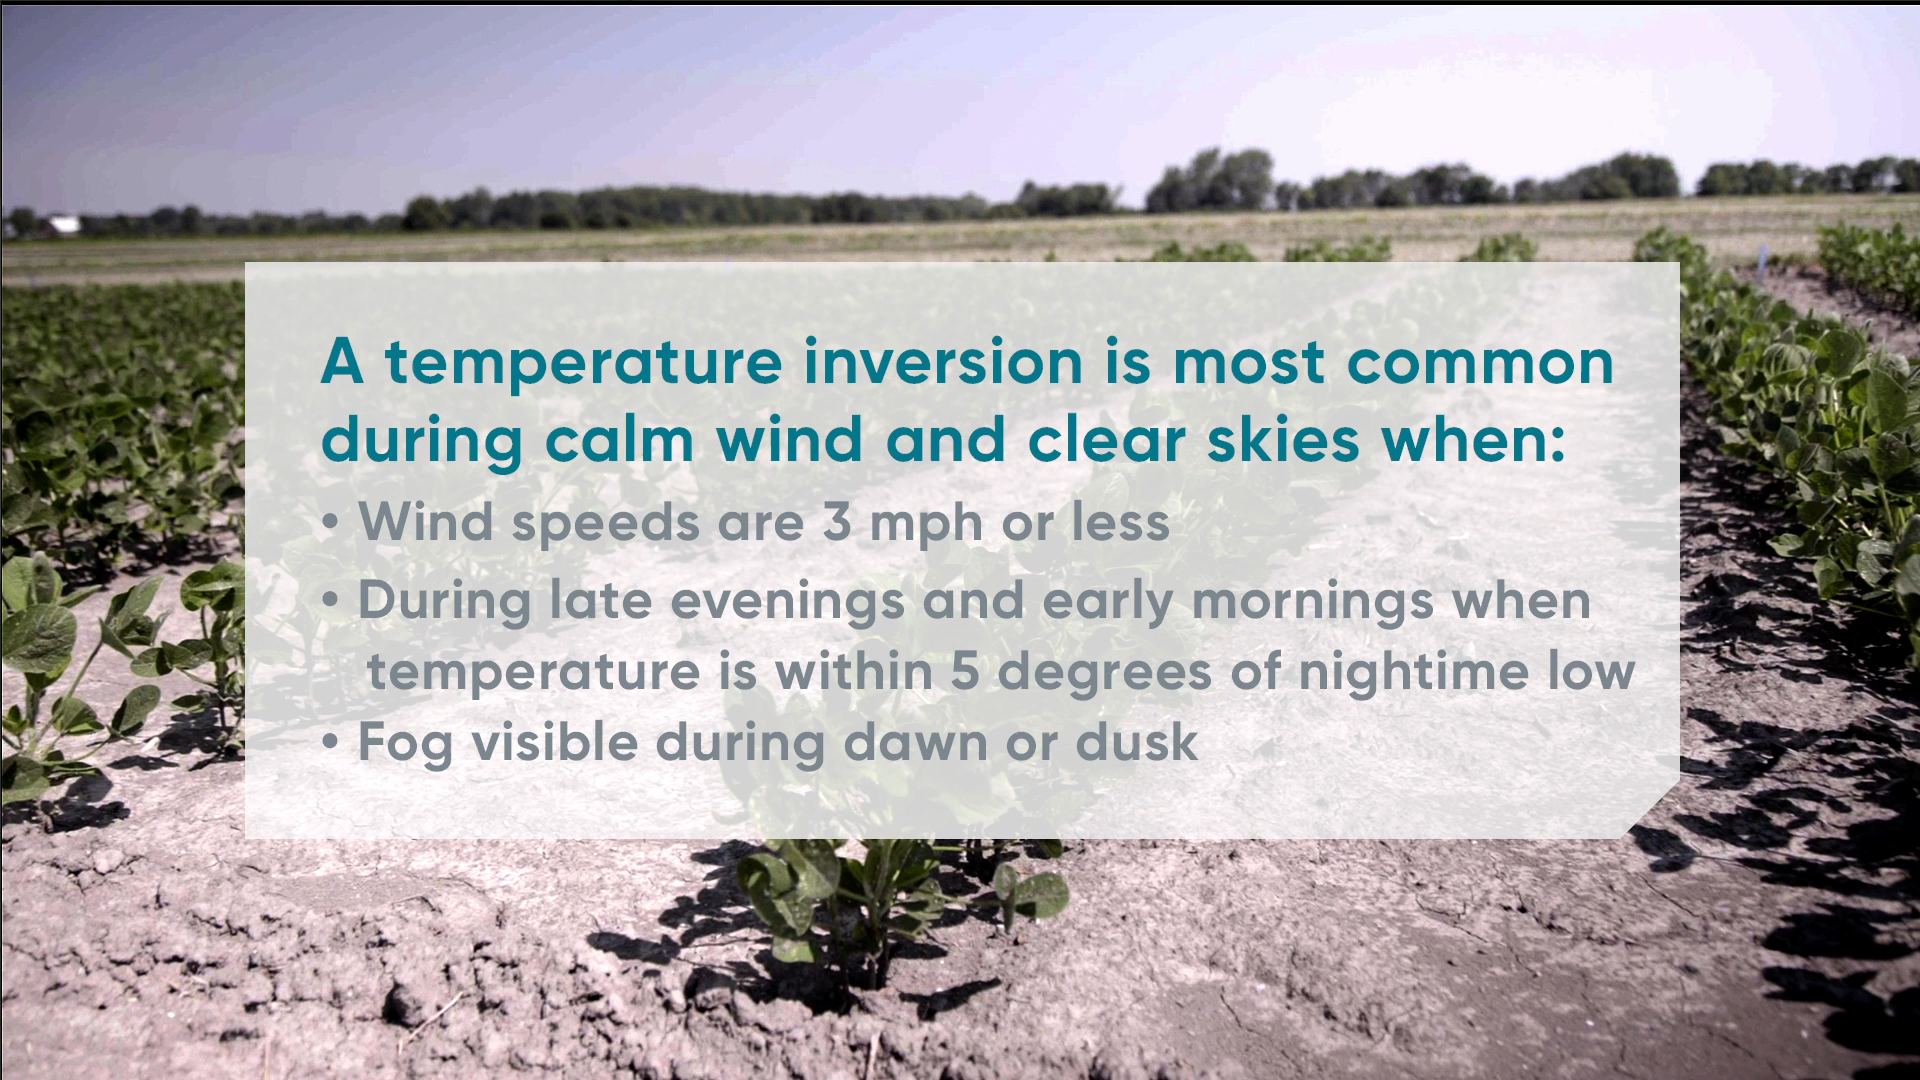 A temperature inversion is most common
during calm wind and clear skies when:
• Wind speeds are 3 mph or less
• During late evenings and early mornings when
temperature is within 5 degrees of nightime low
• Fog visible during dawn or dusk